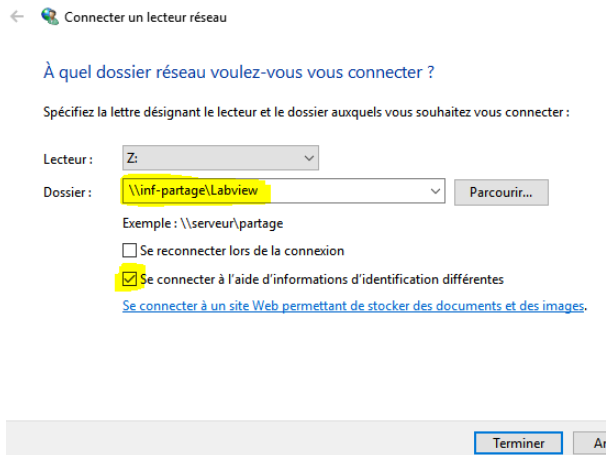 Connecter un lecteur réseau
À quel dossier réseau voulez-vous vous connecter ?
Spécifiez la lettre désignant le lecteur et le dossier auxquels vous souhaitez vous connecter :
Lecteur : Z:
Dossier : \\inf-partage\Labview Parcourir...
Exemple : \\serveur\partage
Se reconnecter lors de la connexion
Se connecter à l'aide d'informations d'identification différentes
Se connecter à un site Web permettant de stocker des documents et des images.
Terminer